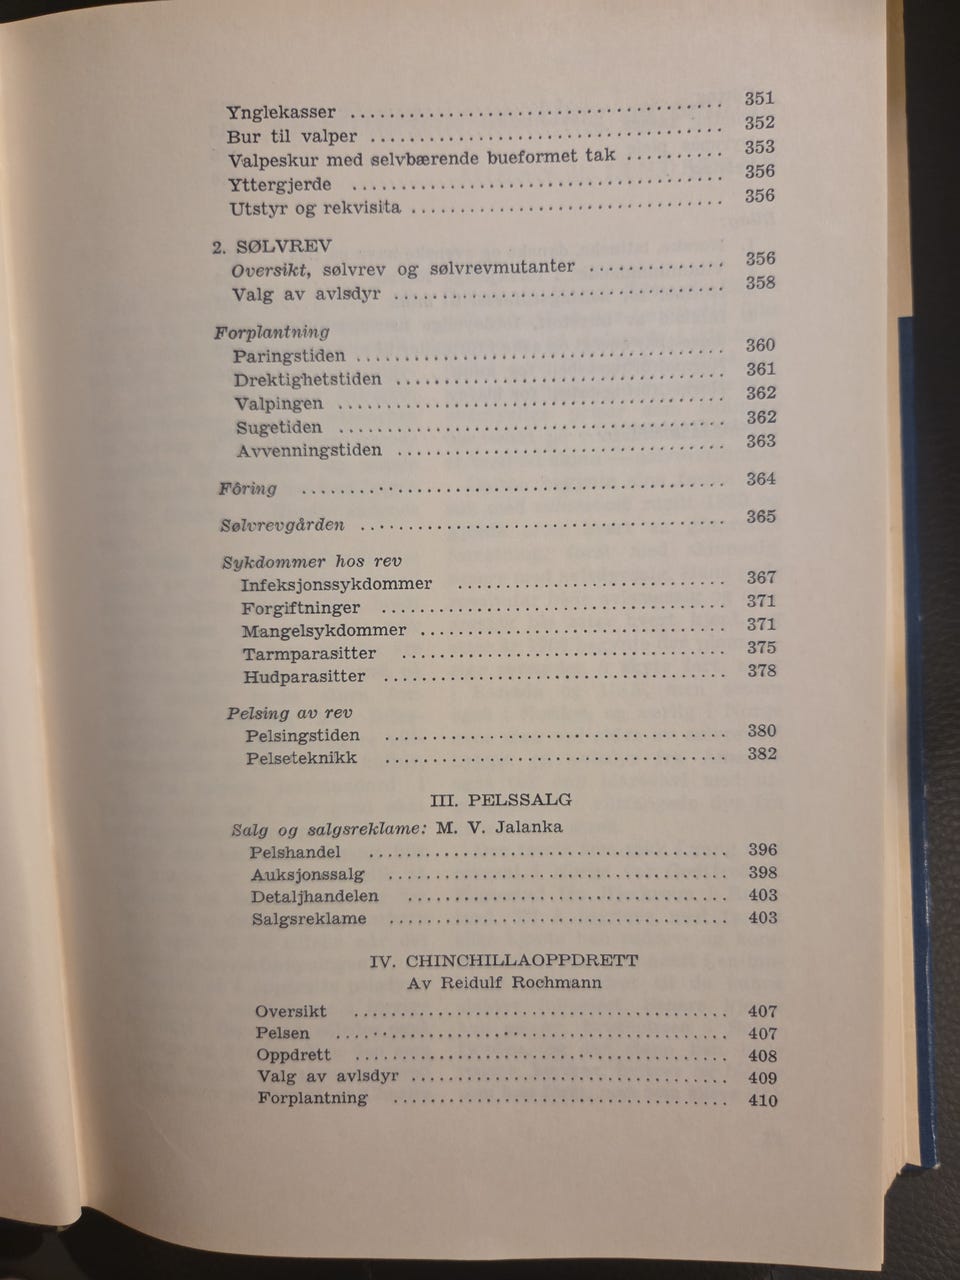 Ynglekasser ........................................ 351
Bur til valper ........................................ 352
Valpeskur med selvbærende bueformet tak .......... 353
Yttergjerde ........................................ 356
Utstyr og rekvisita ........................................ 356
2. SØLVREV
Oversikt, sølvrev og sølvrevmutanter .............. 356
Valg av avlsdyr ........................................ 358
Forplantning
Paringstiden ........................................ 360
Drektighetstiden ........................................ 361
Valpingen ........................................ 362
Sugetiden ........................................ 362
Avvenningstiden ........................................ 363
Fôring ........................................ 364
Sølvrevgården ........................................ 365
Sykdommer hos rev
Infeksjonssykdommer .............................. 367
Forgiftninger ........................................ 371
Mangelsykdommer .................................. 371
Tarmparasitter ........................................ 375
Hudparasitter ........................................ 378
Pelsing av rev
Pelsingstiden ........................................ 380
Pelseteknikk ........................................ 382
III. PELSSALG
Salg og salgsreklame: M. V. Jalanka
Pelshandel ........................................ 396
Auksjonssalg ........................................ 398
Detaljhandelen ........................................ 403
Salgsreklame ........................................ 403
IV. CHINCHILLAOPPDRETT
Av Reidulf Rochmann
Oversikt ........................................ 407
Pelsen ........................................ 407
Oppdrett ........................................ 408
Valg av avlsdyr ........................................ 409
Forplantning ........................................ 410